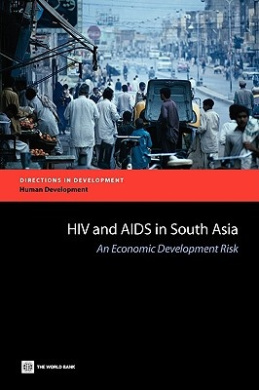 DIRECTIONS IN DEVELOPMENT
Human Development
HIV and AIDS in South Asia
An Economic Development Risk
THE WORLD BANK